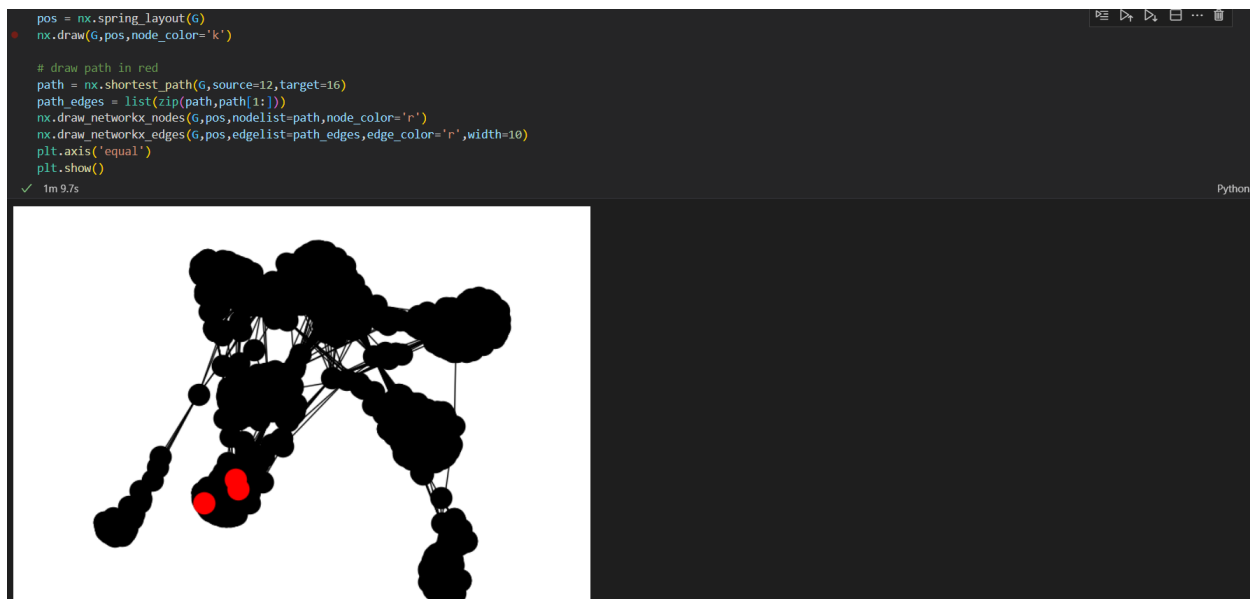 pos = nx.spring_layout(G)
nx.draw(G,pos,node_color='k')
# draw path in red
path = nx.shortest_path(G,source=12,target=16)
path_edges = list(zip(path,path[1:]))
nx.draw_networkx_nodes(G,pos,nodelist=path,node_color='r')
nx.draw_networkx_edges(G,pos,edgelist=path_edges,edge_color='r',width=10)
plt.axis('equal')
plt.show()
1m 9.7s
Python